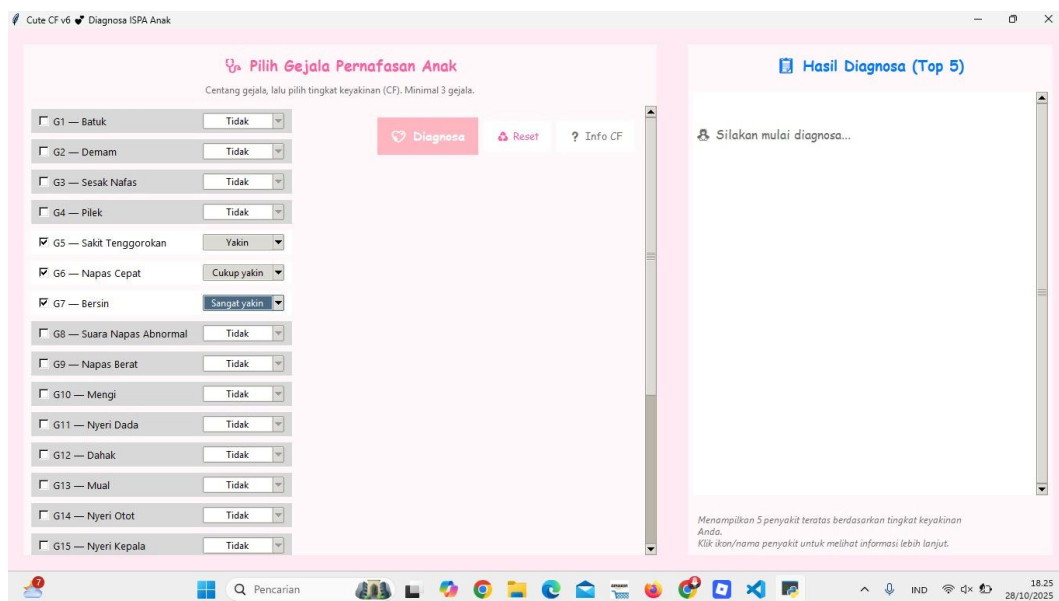 Cute CF v6 💕 Diagnosa ISPA Anak
Pilih Gejala Pernafasan Anak
Centang gejala, lalu pilih tingkat keyakinan (CF). Minimal 3 gejala.
G1 — Batuk Tidak
G2 — Demam Tidak
G3 — Sesak Nafas Tidak
G4 — Pilek Tidak
G5 — Sakit Tenggorokan Yakin
G6 — Napas Cepat Cukup yakin
G7 — Bersin Sangat yakin
G8 — Suara Napas Abnormal Tidak
G9 — Napas Berat Tidak
G10 — Mengi Tidak
G11 — Nyeri Dada Tidak
G12 — Dahak Tidak
G13 — Mual Tidak
G14 — Nyeri Otot Tidak
G15 — Nyeri Kepala Tidak
Diagnosa Reset ? Info CF
Hasil Diagnosa (Top 5)
Silakan mulai diagnosa...
Menampilkan 5 penyakit teratas berdasarkan tingkat keyakinan
Anda.
Klik ikon/nama penyakit untuk melihat informasi lebih lanjut.
7
Pencarian
IND
18.25
28/10/2025